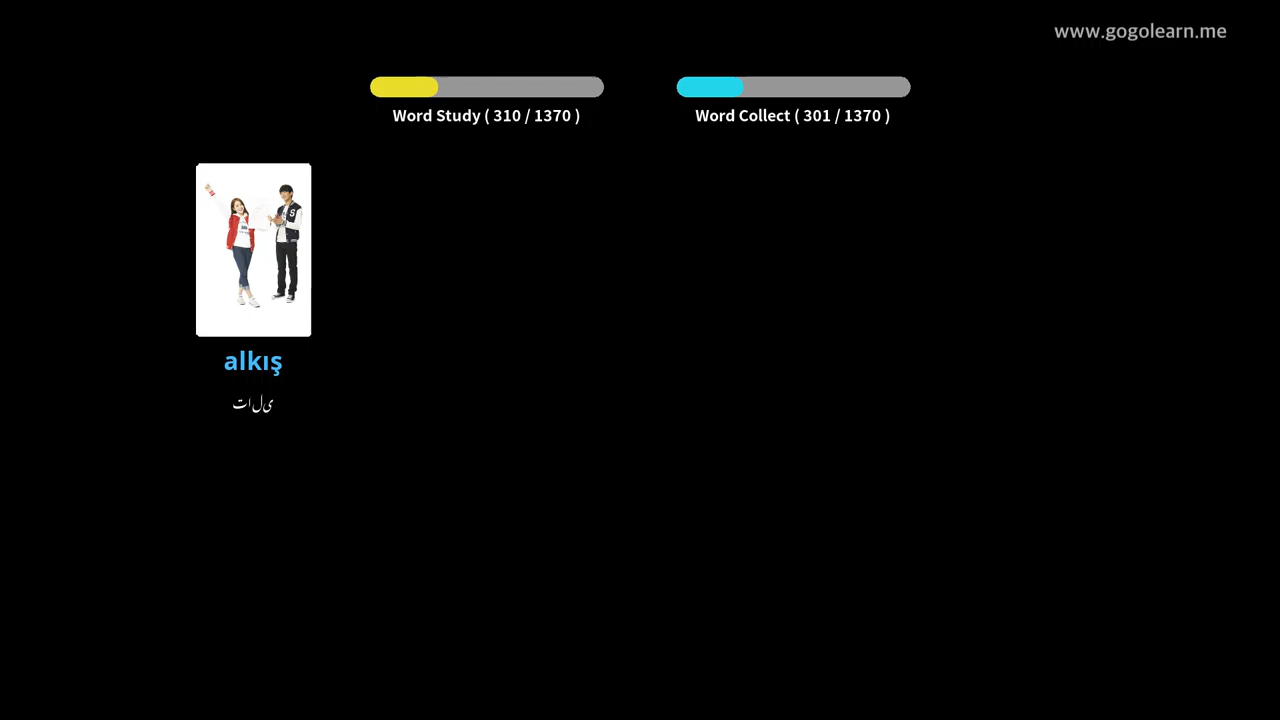 www.gogolearn.me
Word Study ( 310 / 1370 )
Word Collect ( 301 / 1370 )
alkış
تالی